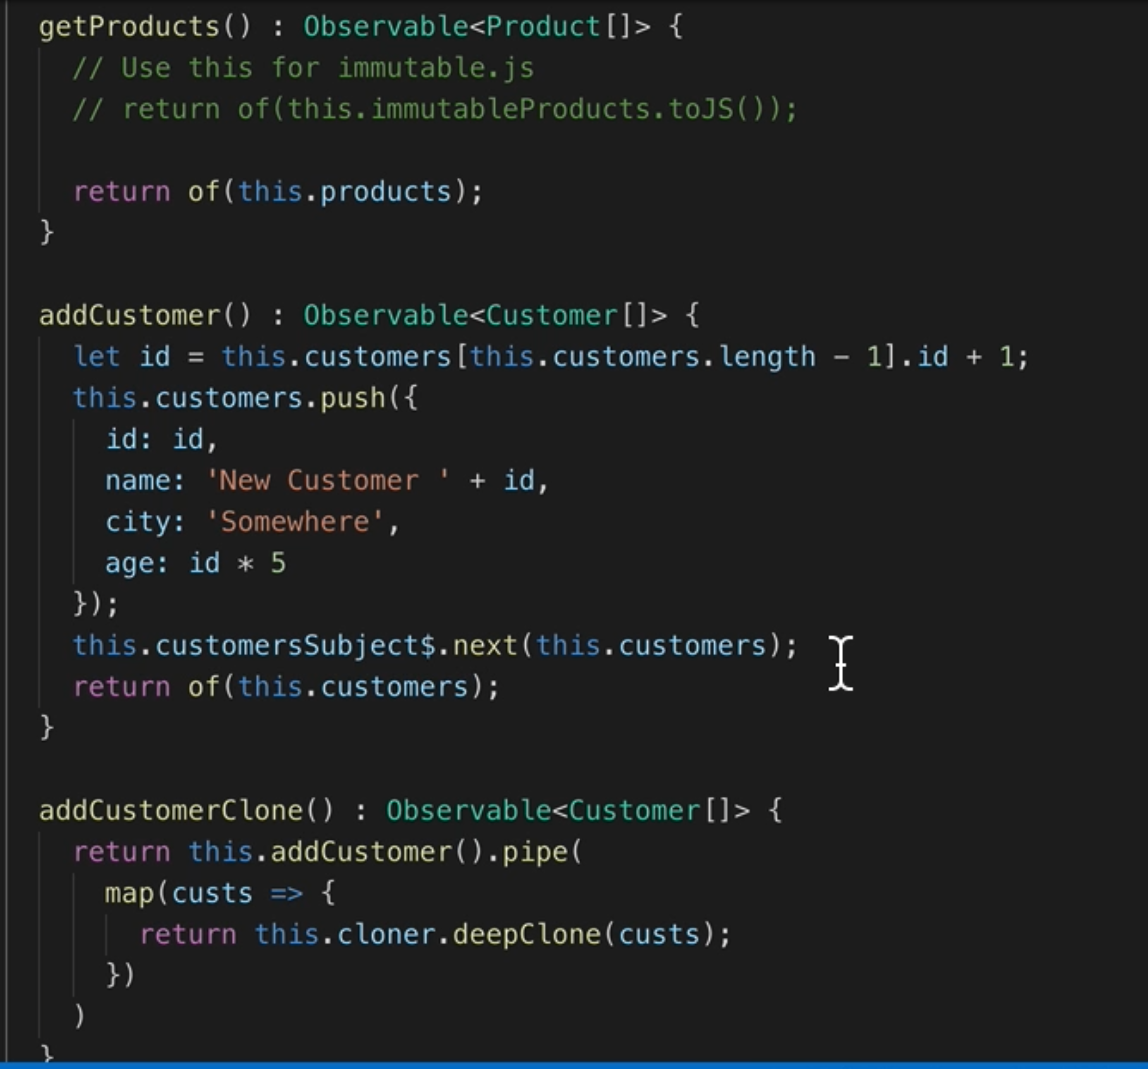 getProducts() : Observable<Product[]> {
// Use this for immutable.js
// return of(this.immutableProducts.toJS());
return of(this.products);
}
addCustomer() : Observable<Customer[]> {
let id = this.customers[this.customers.length - 1].id + 1;
this.customers.push({
id: id,
name: 'New Customer ' + id,
city: 'Somewhere',
age: id * 5
});
this.customersSubject$.next(this.customers);
return of(this.customers);
}
addCustomerClone() : Observable<Customer[]> {
return this.addCustomer().pipe(
map(custs => {
return this.cloner.deepClone(custs);
})
)
}